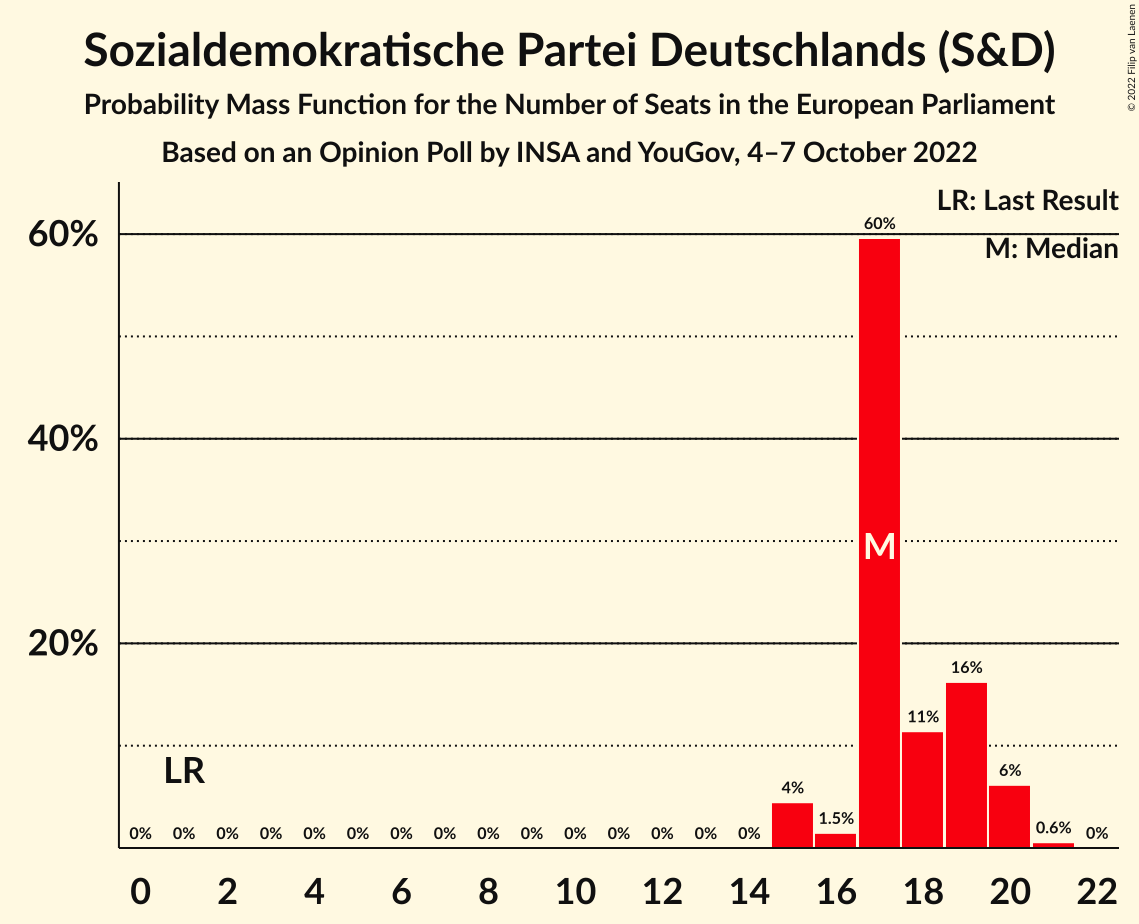 Sozialdemokratische Partei Deutschlands (S&D)
Probability Mass Function for the Number of Seats in the European Parliament
Based on an Opinion Poll by INSA and YouGov, 4–7 October 2022
© 2022 Filip van Laenen
LR: Last Result
M: Median
60%
40%
20%
60%
M
16%
11%
6%
4%
1.5%
0.6%
LR
0% 0% 0% 0% 0% 0% 0% 0% 0% 0% 0% 0% 0% 0% 0% 0%
0 2 4 6 8 10 12 14 16 18 20 22